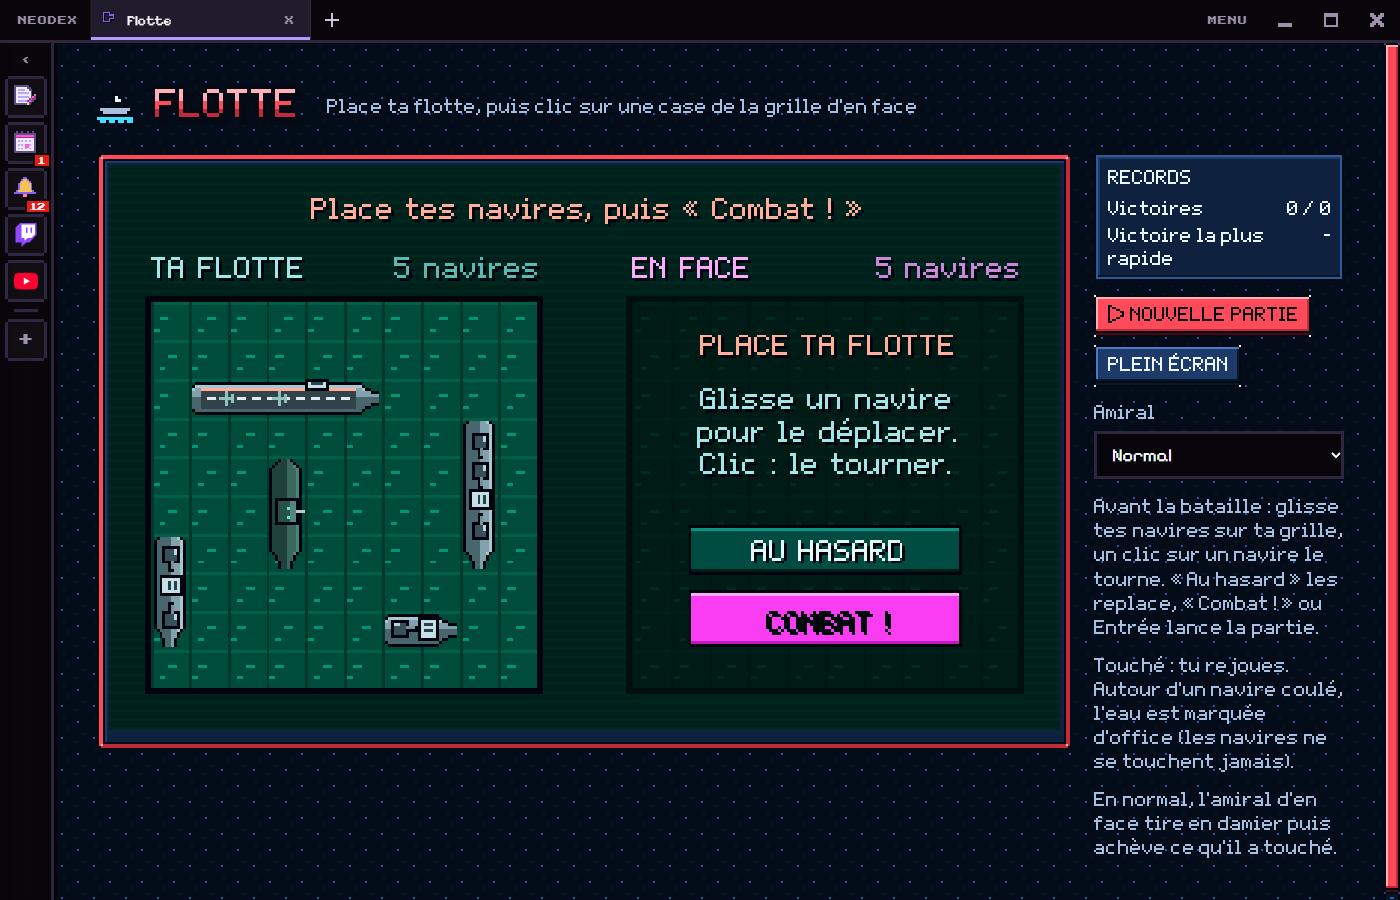 NEODEX
Flotte
MENU
1
12
FLOTTE
Place ta flotte, puis clic sur une case de la grille d'en face
Place tes navires, puis « Combat ! »
TA FLOTTE
5 navires
EN FACE
5 navires
PLACE TA FLOTTE
Glisse un navire
pour le déplacer.
Clic : le tourner.
AU HASARD
COMBAT !
RECORDS
Victoires
0 / 0
Victoire la plus
rapide
-
NOUVELLE PARTIE
PLEIN ÉCRAN
Amiral
Normal
Avant la bataille : glisse
tes navires sur ta grille,
un clic sur un navire le
tourne. « Au hasard » les
replace, « Combat ! » ou
Entrée lance la partie.
Touché : tu rejoues.
Autour d'un navire coulé,
l'eau est marquée
d'office (les navires ne
se touchent jamais).
En normal, l'amiral d'en
face tire en damier puis
achève ce qu'il a touché.